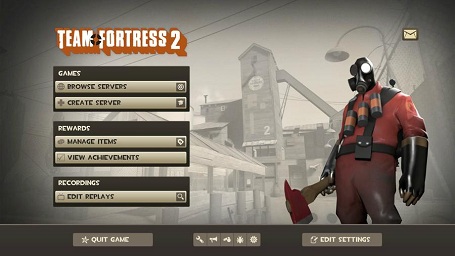 TEAM FORTRESS 2
GAMES
BROWSE SERVERS
CREATE SERVER
REWARDS
MANAGE ITEMS
VIEW ACHIEVEMENTS
RECORDINGS
EDIT REPLAYS
2
QUIT GAME
EDIT SETTINGS